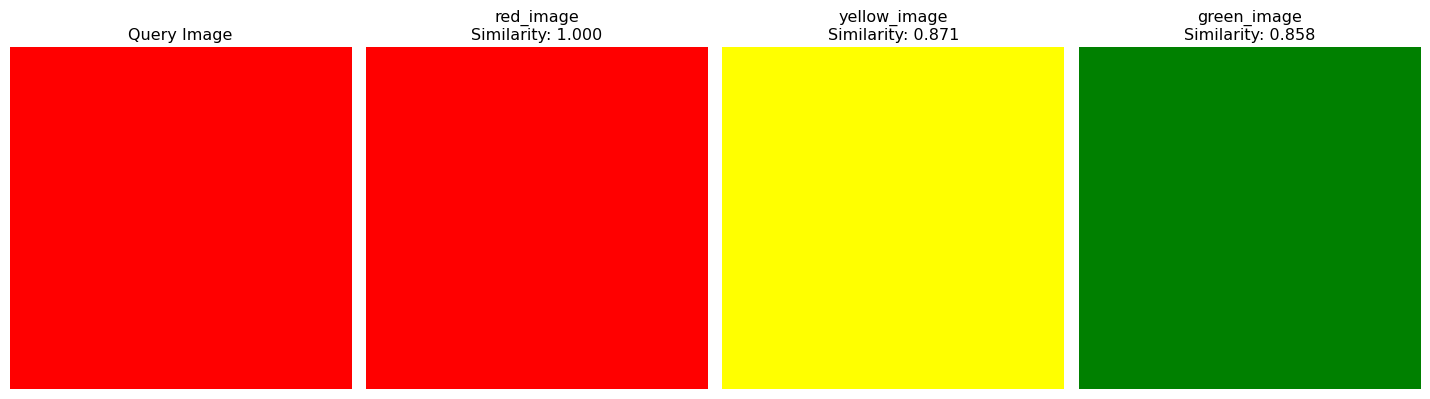 Query Image
red_image
Similarity: 1.000
yellow_image
Similarity: 0.871
green_image
Similarity: 0.858